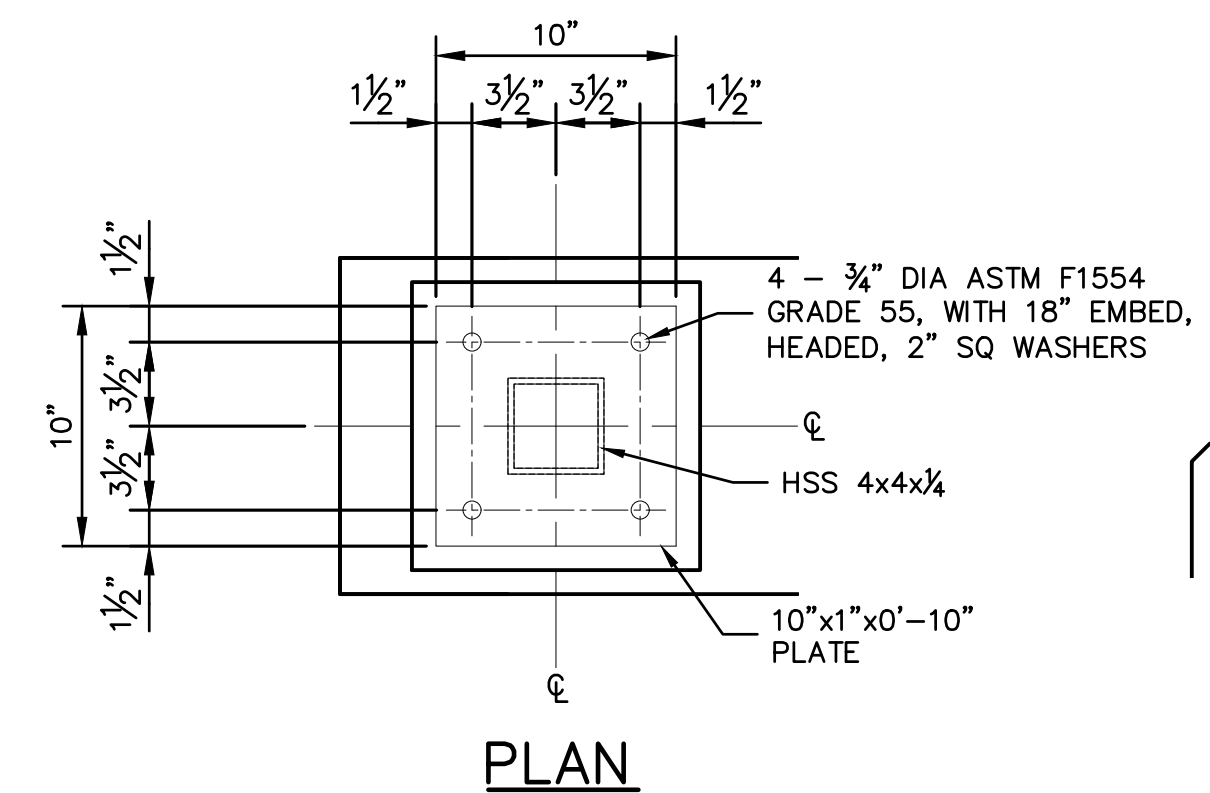 10"
1½" 3½" 3½" 1½"
1½"
4 – ¾" DIA ASTM F1554
GRADE 55, WITH 18" EMBED,
HEADED, 2" SQ WASHERS
3½"
10"
℄
3½"
HSS 4x4x¼
1½"
10"x1"x0'–10"
PLATE
℄
PLAN